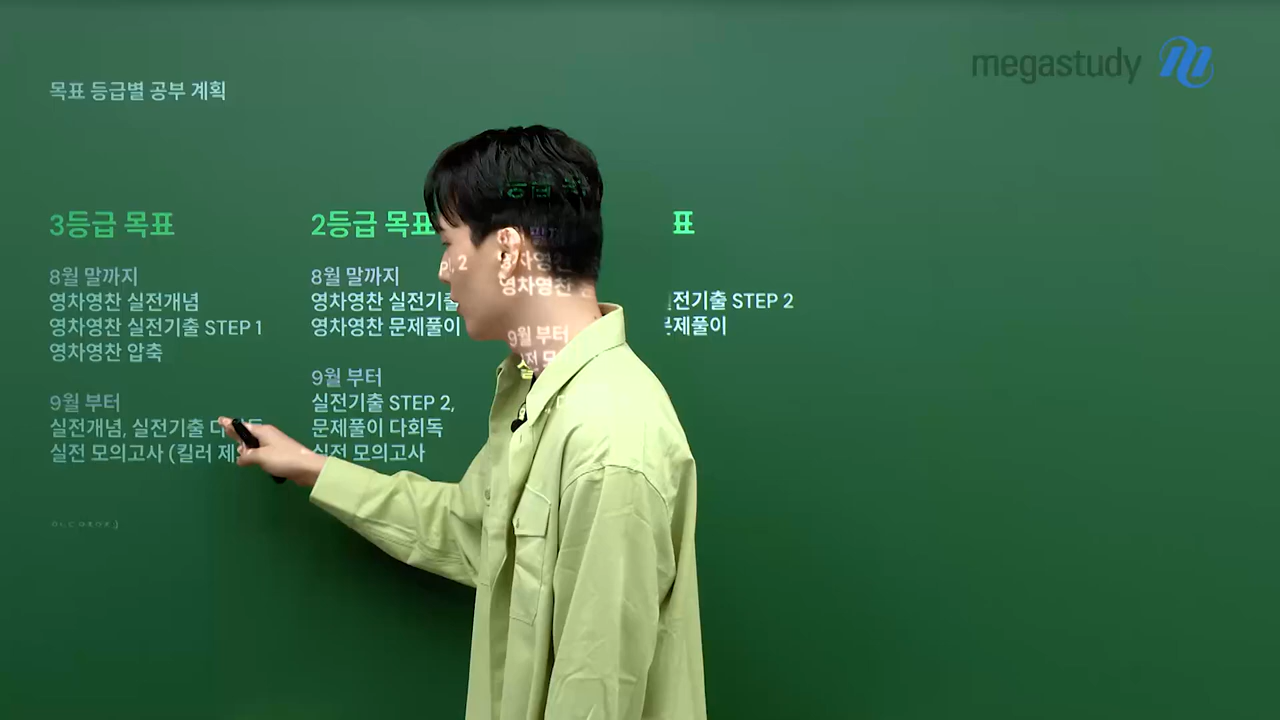 megastudy
목표 등급별 공부 계획
3등급 목표
8월 말까지
영차영찬 실전개념
영차영찬 실전기출 STEP 1
영차영찬 압축
9월 부터
실전개념, 실전기출
실전 모의고사 (킬러
2등급 목표
8월 말까지
영차영찬 실전기출
영차영찬 문제풀이
9월 부터
실전기출 STEP 2,
문제풀이 다회독
실전 모의고사
표
전기출 STEP 2
문제풀이
9월 부터